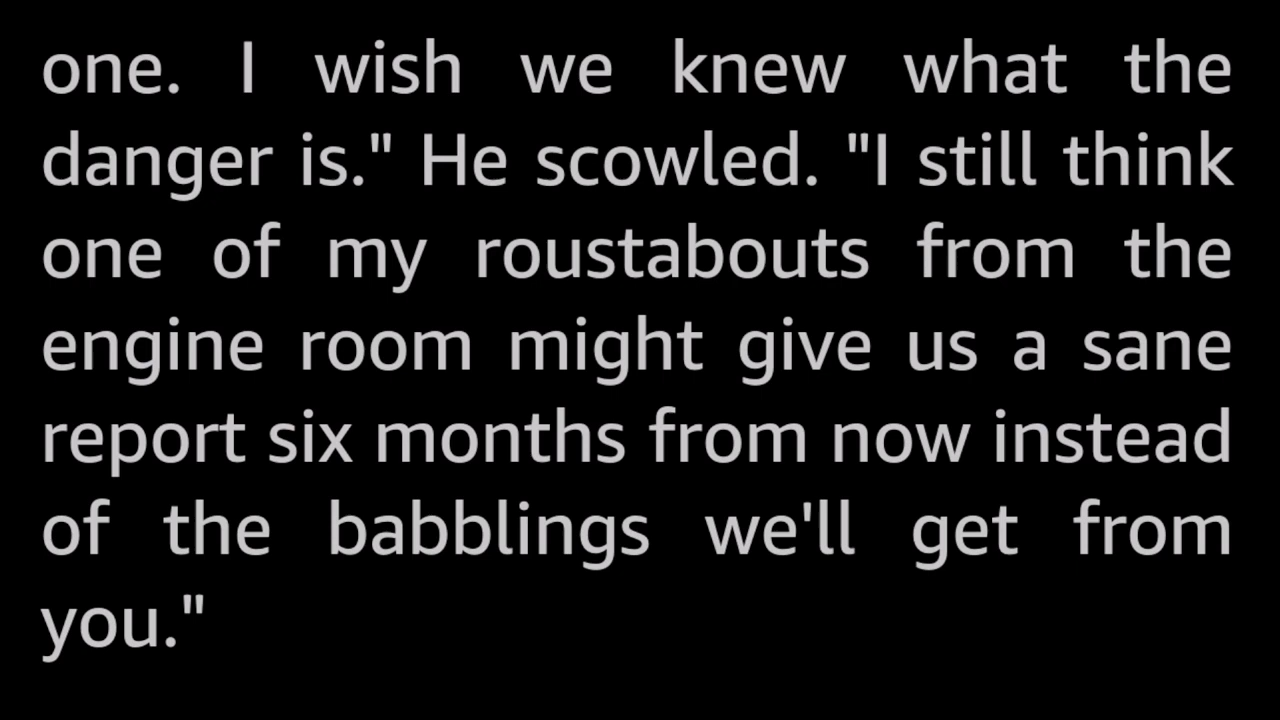 one. I wish we knew what the
danger is." He scowled. "I still think
one of my roustabouts from the
engine room might give us a sane
report six months from now instead
of the babblings we'll get from
you."